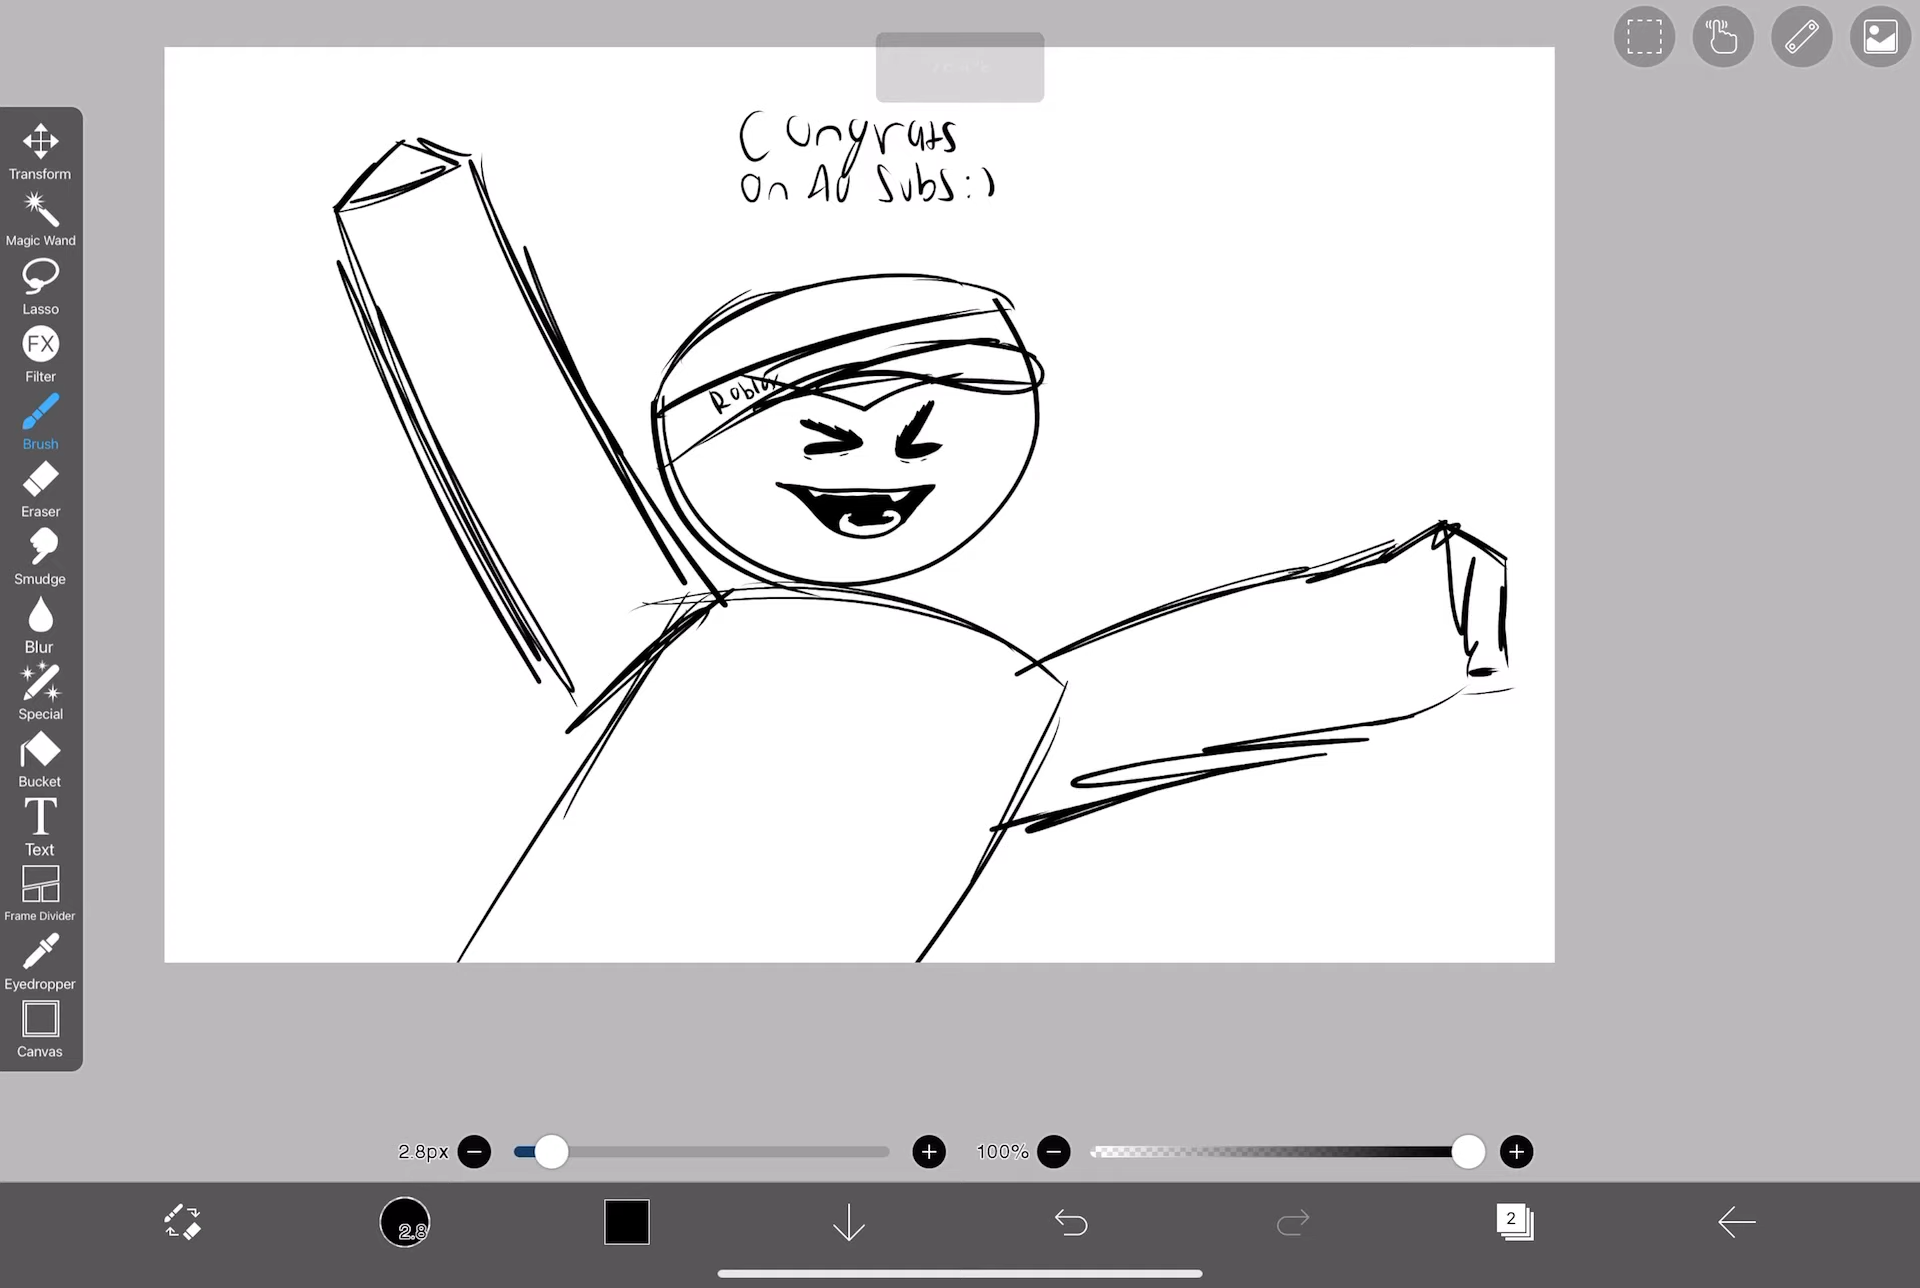 Congrats
On 40 Subs :)
Roblox
Transform
Magic Wand
Lasso
FX
Filter
Brush
Eraser
Smudge
Blur
Special
Bucket
T
Text
Frame Divider
Eyedropper
Canvas
2.8px
100%
2.8
2